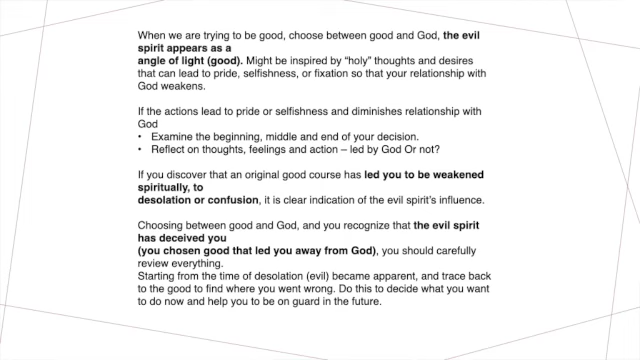 When we are trying to be good, choose between good and God, the evil
spirit appears as a
angle of light (good). Might be inspired by “holy” thoughts and desires
that can lead to pride, selfishness, or fixation so that your relationship with
God weakens.
If the actions lead to pride or selfishness and diminishes relationship with
God
• Examine the beginning, middle and end of your decision.
• Reflect on thoughts, feelings and action – led by God Or not?
If you discover that an original good course has led you to be weakened
spiritually, to
desolation or confusion, it is clear indication of the evil spirit’s influence.
Choosing between good and God, and you recognize that the evil spirit
has deceived you
(you chosen good that led you away from God), you should carefully
review everything.
Starting from the time of desolation (evil) became apparent, and trace back
to the good to find where you went wrong. Do this to decide what you want
to do now and help you to be on guard in the future.